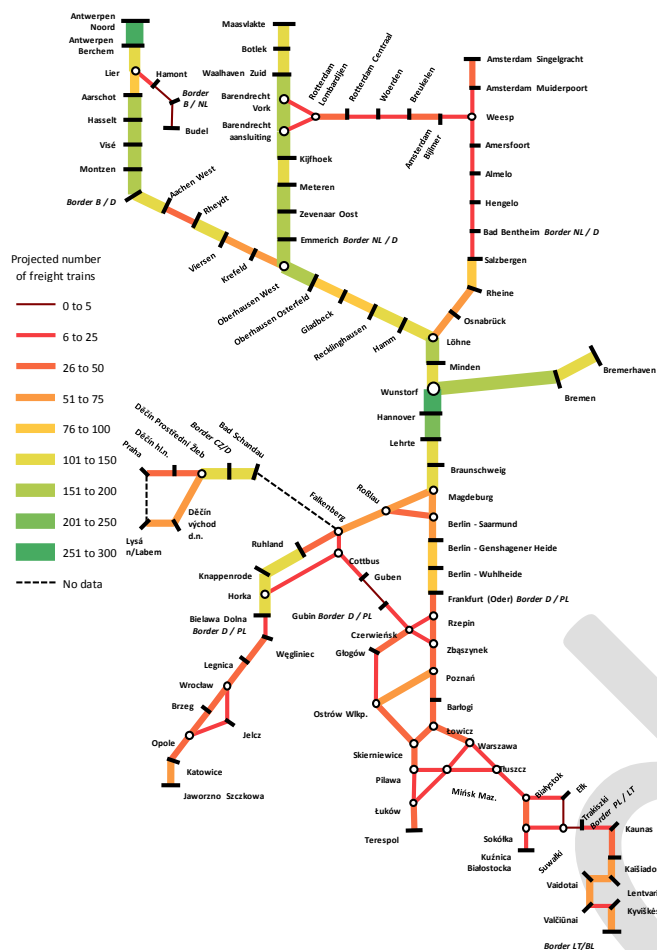 Antwerpen
Noord
Antwerpen
Berchem
Lier
Hamont
Border
B / NL
Budel
Aarschot
Hasselt
Visé
Montzen
Border B / D
Aachen West
Rheydt
Viersen
Krefeld
Maasvlakte
Botlek
Waalhaven Zuid
Barendrecht
Vork
Barendrecht
aansluiting
Kijfhoek
Meteren
Zevenaar Oost
Emmerich Border NL / D
Rotterdam
Lombardijen
Rotterdam Centraal
Woerden
Breukelen
Amsterdam
Bijlmer
Amsterdam Singelgracht
Amsterdam Muiderpoort
Weesp
Amersfoort
Almelo
Hengelo
Bad Bentheim Border NL / D
Salzbergen
Rheine
Osnabrück
Oberhausen West
Oberhausen Osterfeld
Gladbeck
Recklinghausen
Hamm
Löhne
Minden
Wunstorf
Bremerhaven
Bremen
Hannover
Lehrte
Braunschweig
Magdeburg
Berlin - Saarmund
Berlin - Genshagener Heide
Berlin - Wuhlheide
Frankfurt (Oder) Border D / PL
Rzepin
Zbąszynek
Poznań
Barłogi
Łowicz
Projected number
of freight trains
0 to 5
6 to 25
26 to 50
51 to 75
76 to 100
101 to 150
151 to 200
201 to 250
251 to 300
No data
Praha
Děčín hl.n.
Děčín Prostřední Žleb
Border CZ/D
Bad Schandau
Lysá
n/Labem
Děčín
východ
d.n.
Falkenberg
Roßlau
Ruhland
Cottbus
Guben
Knappenrode
Horka
Bielawa Dolna
Border D / PL
Węgliniec
Gubin Border D / PL
Czerwieńsk
Głogów
Legnica
Wrocław
Brzeg
Jelcz
Opole
Katowice
Jaworzno Szczkowa
Ostrów Wlkp.
Skierniewice
Warszawa
Tłuszcz
Pilawa
Mińsk Maz.
Łuków
Terespol
Białystok
Ełk
Trakiszki
Border PL / LT
Sokółka
Kuźnica
Białostocka
Suwałki
Kaunas
Kaišiado
Vaidotai
Lentvari
Valčiūnai
Kyviškės
Border LT/BL